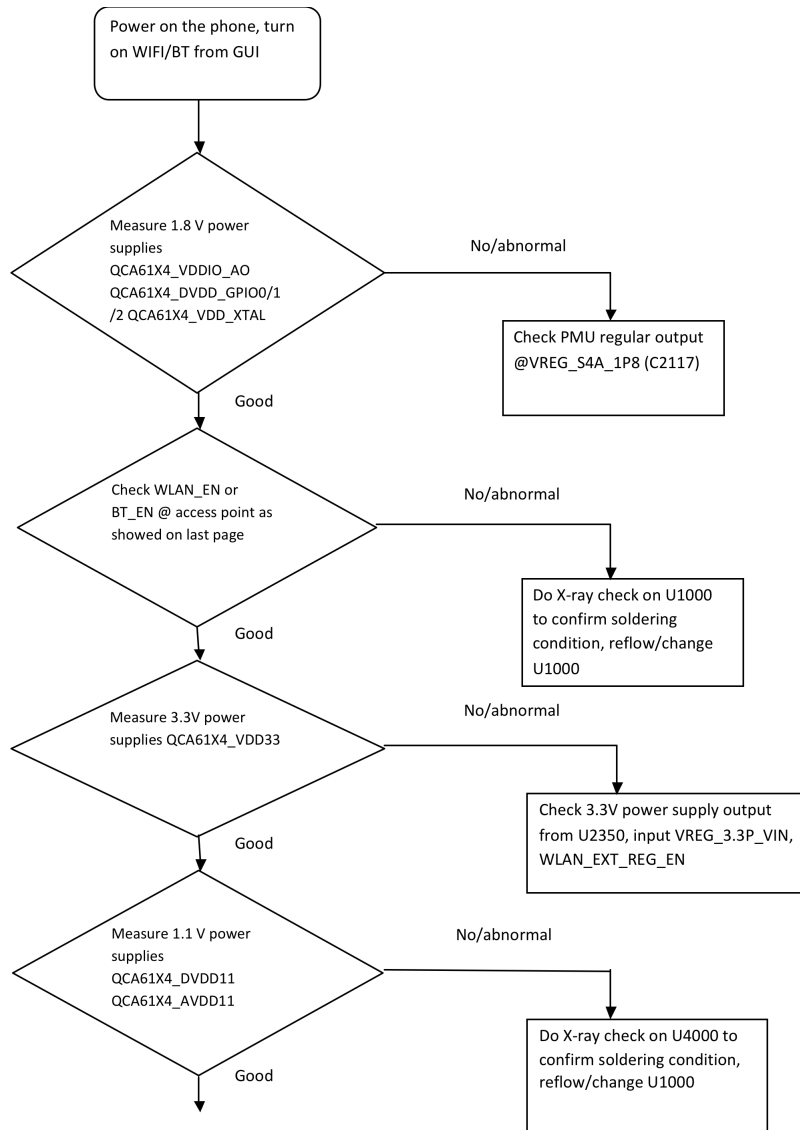 Power on the phone, turn
on WIFI/BT from GUI
Measure 1.8 V power
supplies
QCA61X4_VDDIO_AO
QCA61X4_DVDD_GPIO0/1
/2 QCA61X4_VDD_XTAL
No/abnormal
Check PMU regular output
@VREG_S4A_1P8 (C2117)
Good
Check WLAN_EN or
BT_EN @ access point as
showed on last page
No/abnormal
Do X-ray check on U1000
to confirm soldering
condition, reflow/change
U1000
Good
Measure 3.3V power
supplies QCA61X4_VDD33
No/abnormal
Check 3.3V power supply output
from U2350, input VREG_3.3P_VIN,
WLAN_EXT_REG_EN
Good
Measure 1.1 V power
supplies
QCA61X4_DVDD11
QCA61X4_AVDD11
No/abnormal
Do X-ray check on U4000 to
confirm soldering condition,
reflow/change U1000
Good